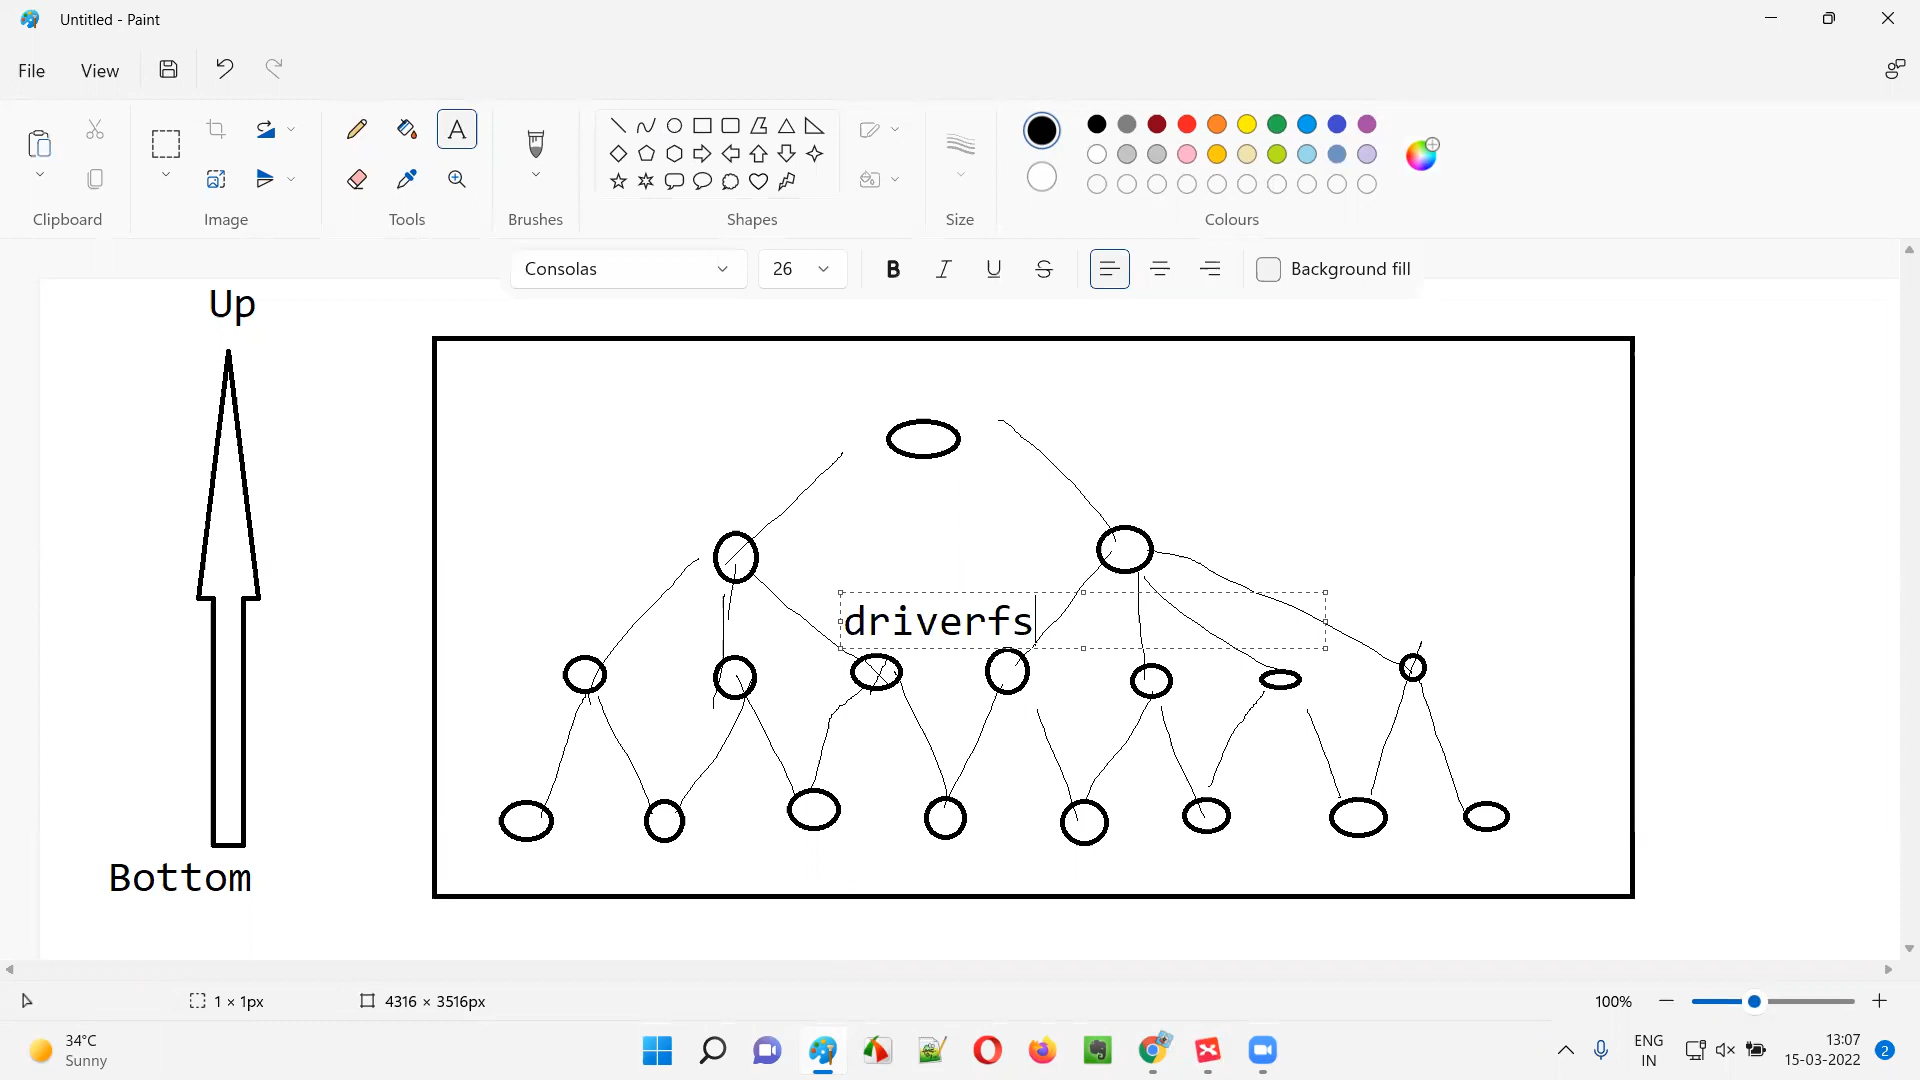 Untitled - Paint
File
View
Clipboard
Image
Tools
Brushes
Shapes
Size
Colours
Consolas
26
B
I
U
S
Background fill
Up
driverfs
Bottom
1 × 1px
4316 × 3516px
100%
34°C
Sunny
ENG
IN
13:07
15-03-2022
2